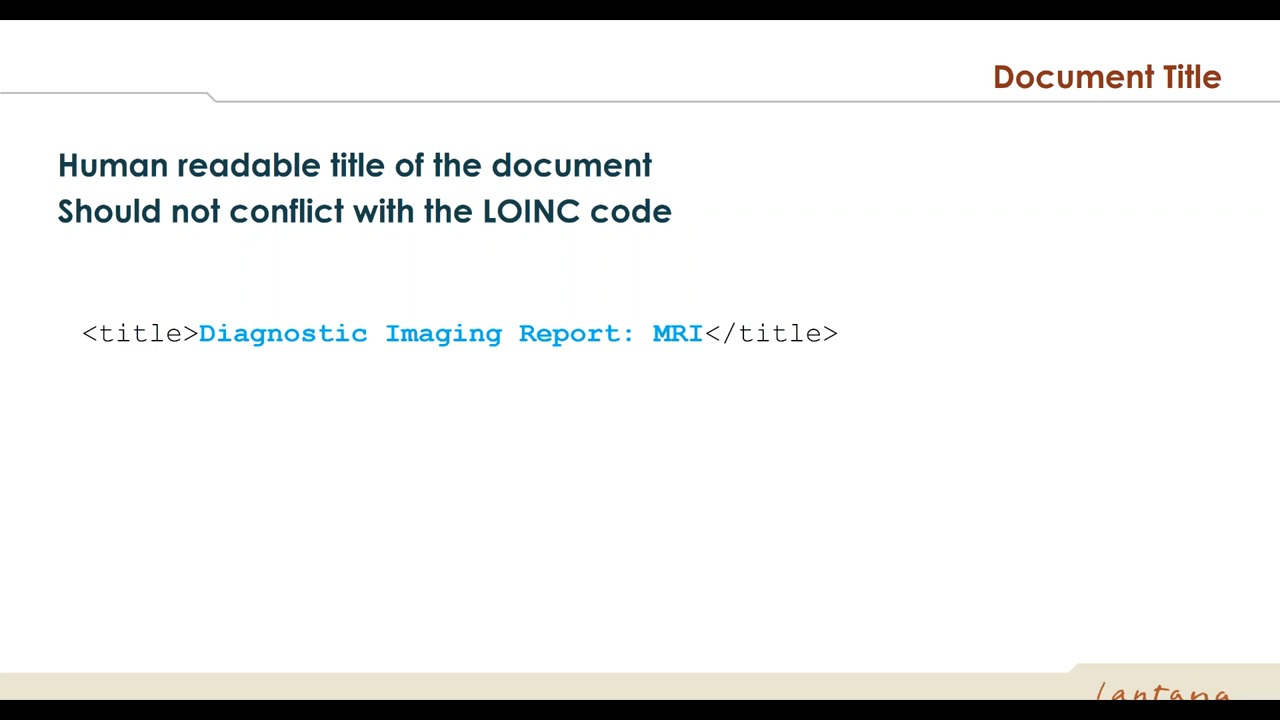 Document Title
Human readable title of the document
Should not conflict with the LOINC code
<title>Diagnostic Imaging Report: MRI</title>
Lantana